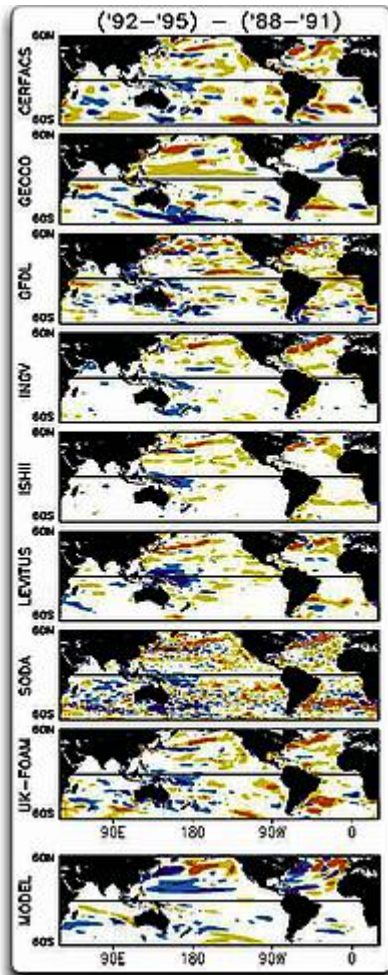 ('92-'95) - ('88-'91)
60N
CERFACS
60S
60N
GECCO
60S
60N
GFDL
60S
60N
INGV
60S
60N
ISHII
60S
60N
LEVITUS
60S
60N
SODA
60S
60N
UK-FOAM
60S
90E 180 90W 0
60N
MODEL
60S
90E 180 90W 0